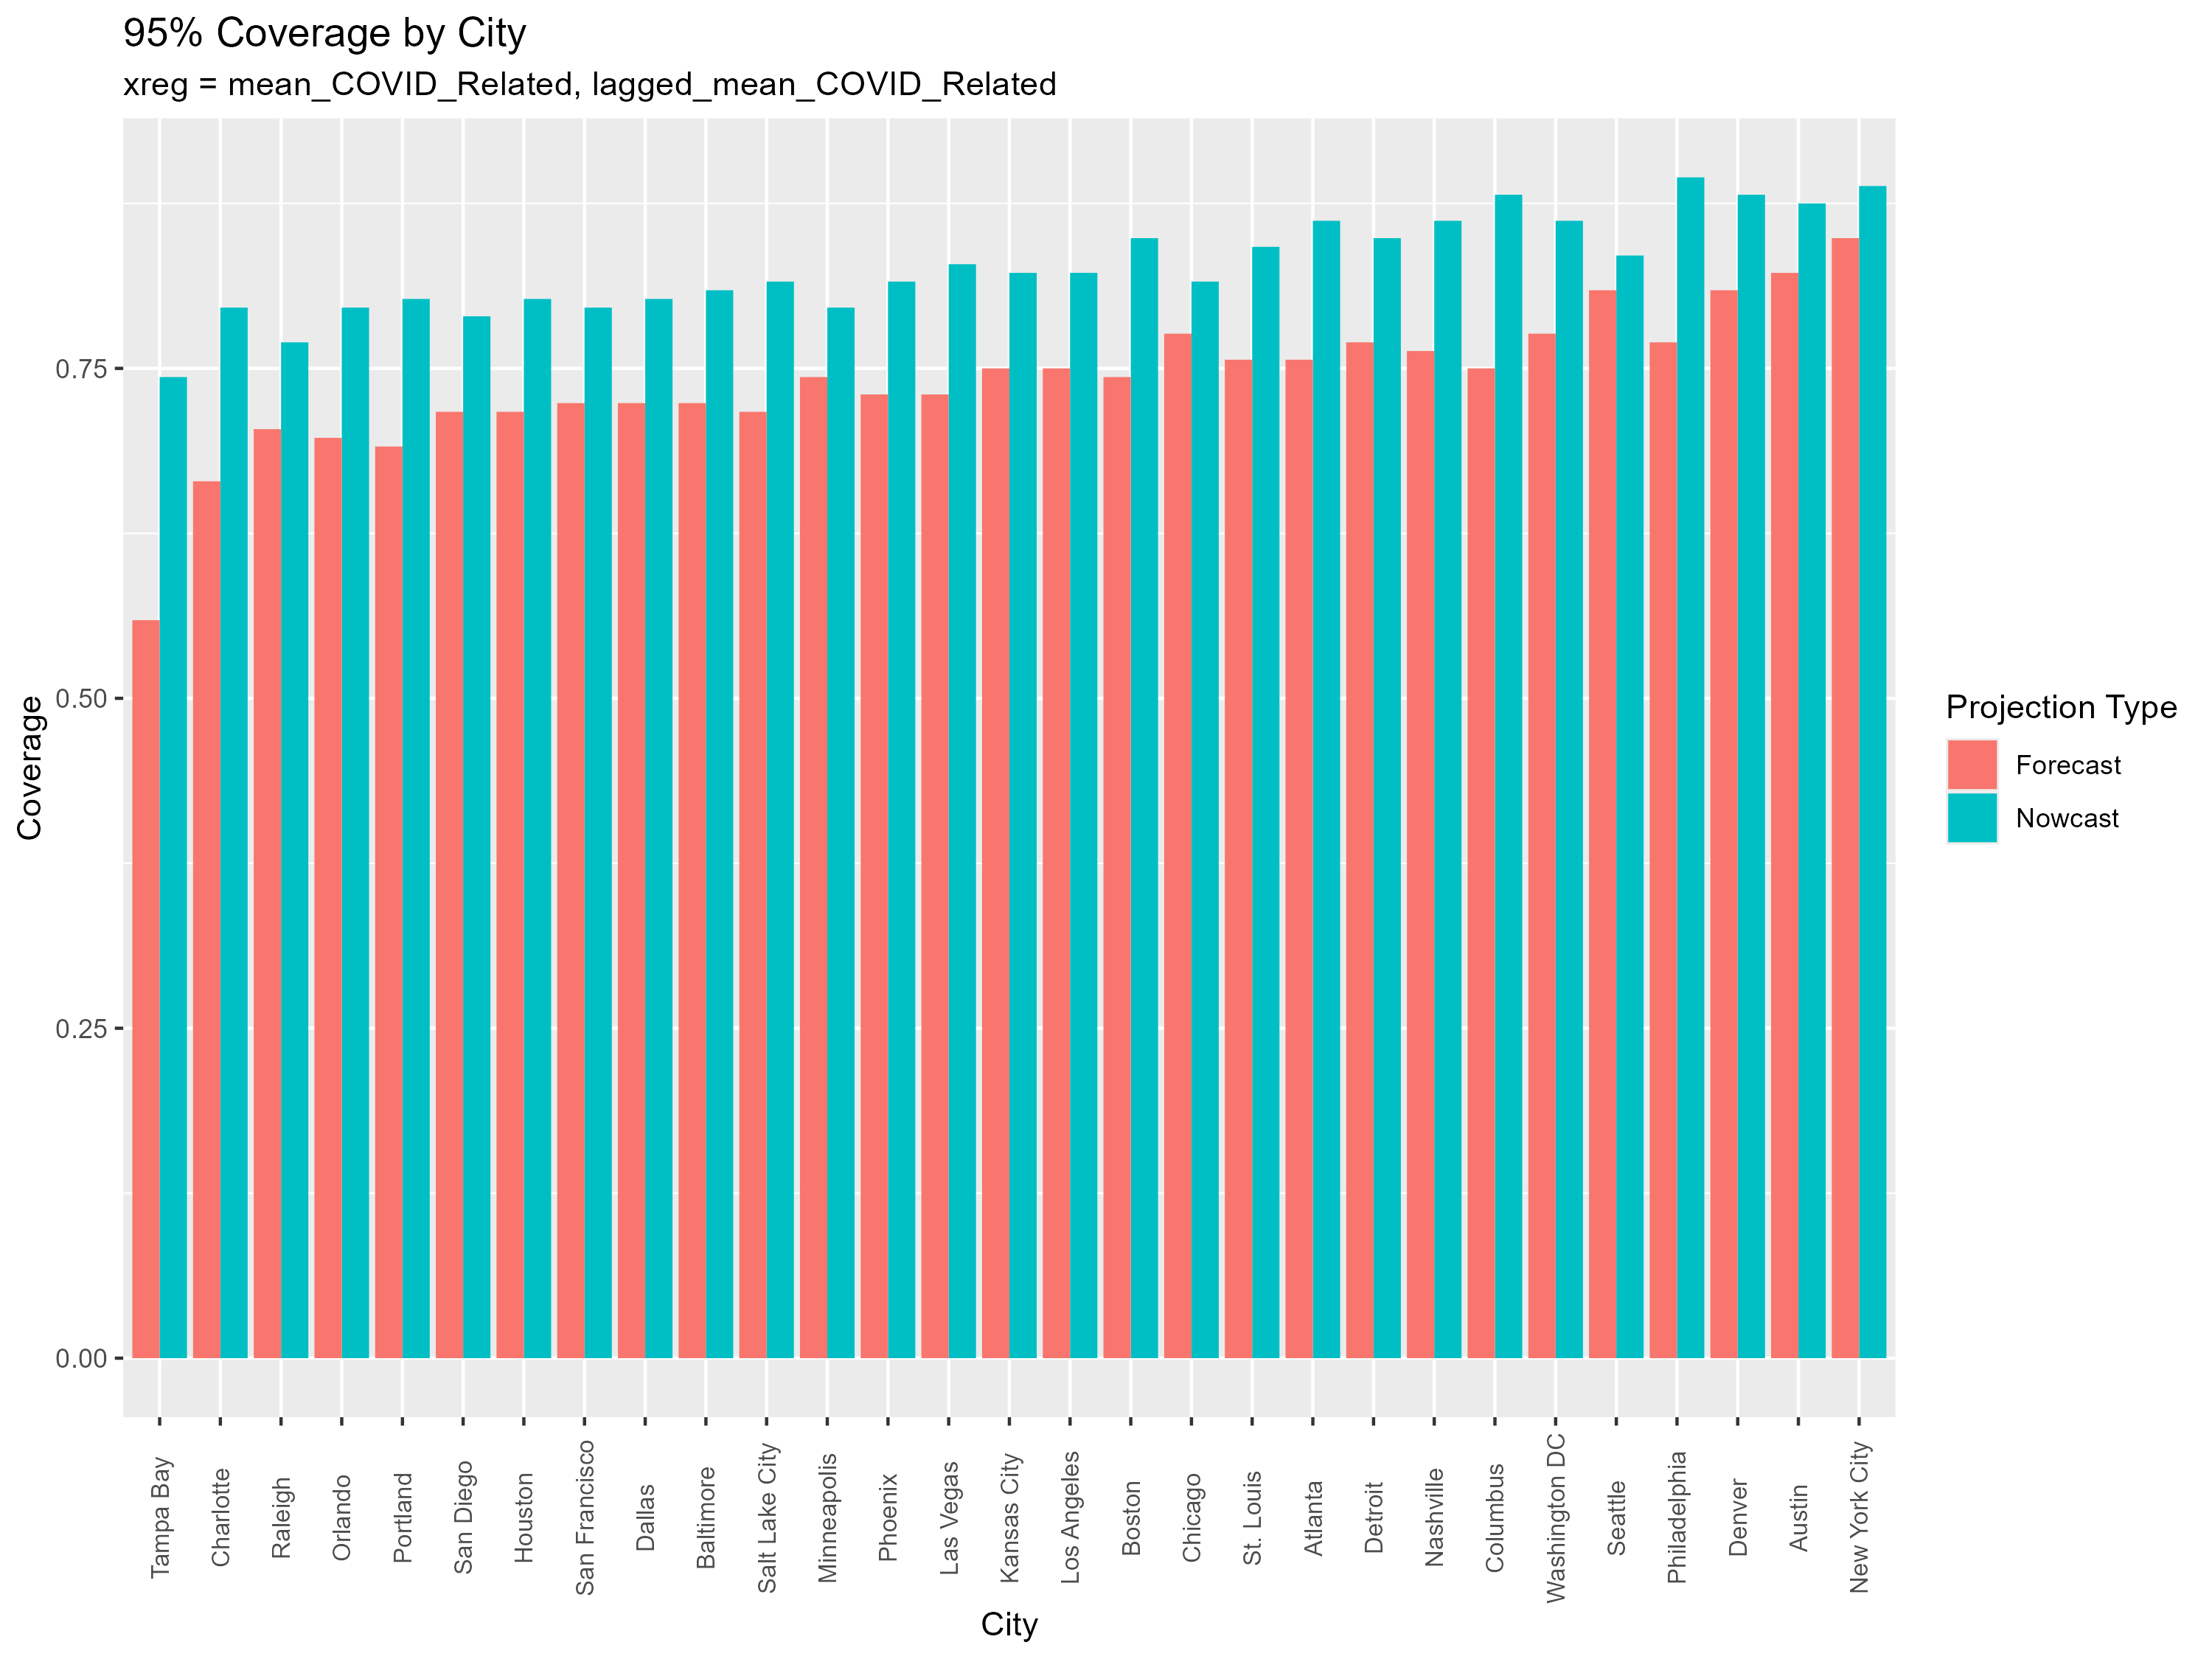 95% Coverage by City
xreg = mean_COVID_Related, lagged_mean_COVID_Related
Coverage
0.75
0.50
0.25
0.00
Tampa Bay
Charlotte
Raleigh
Orlando
Portland
San Diego
Houston
San Francisco
Dallas
Baltimore
Salt Lake City
Minneapolis
Phoenix
Las Vegas
Kansas City
Los Angeles
Boston
Chicago
St. Louis
Atlanta
Detroit
Nashville
Columbus
Washington DC
Seattle
Philadelphia
Denver
Austin
New York City
City
Projection Type
Forecast
Nowcast